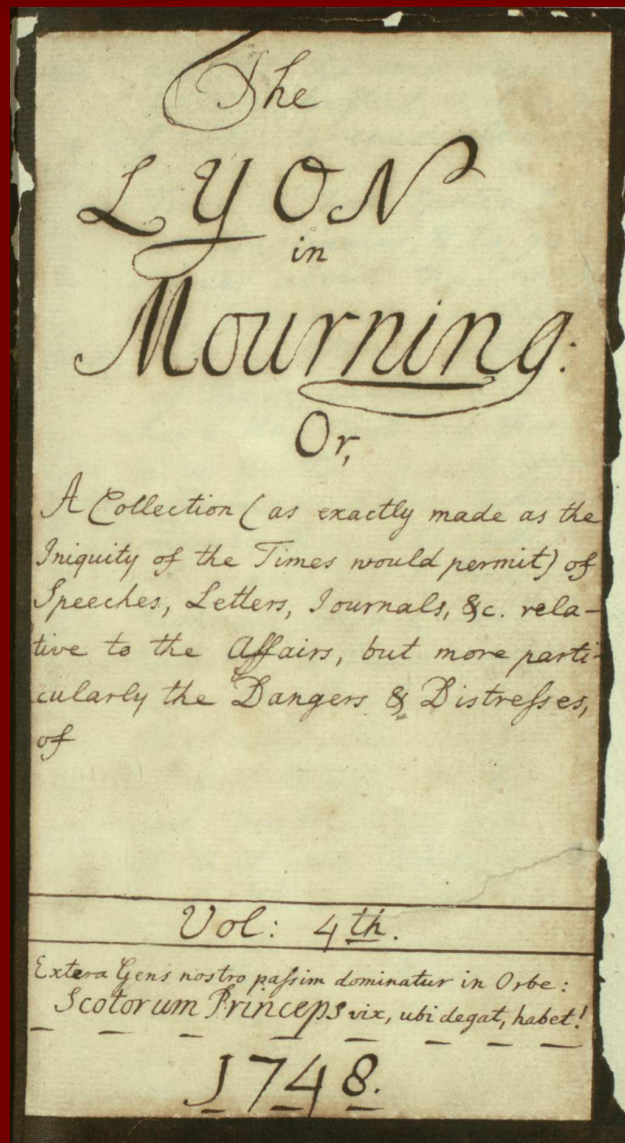 The
LYON
in
Mourning:
Or,
A Collection (as exactly made as the
Iniquity of the Times would permit) of
Speeches, Letters, Journals, &c. rela-
tive to the Affairs, but more parti-
cularly the Dangers & Distreſses,
of
Vol: 4th.
Extera Gens nostro paſsim dominatur in Orbe:
Scotorum Princeps vix, ubi degat, habet!
1748.